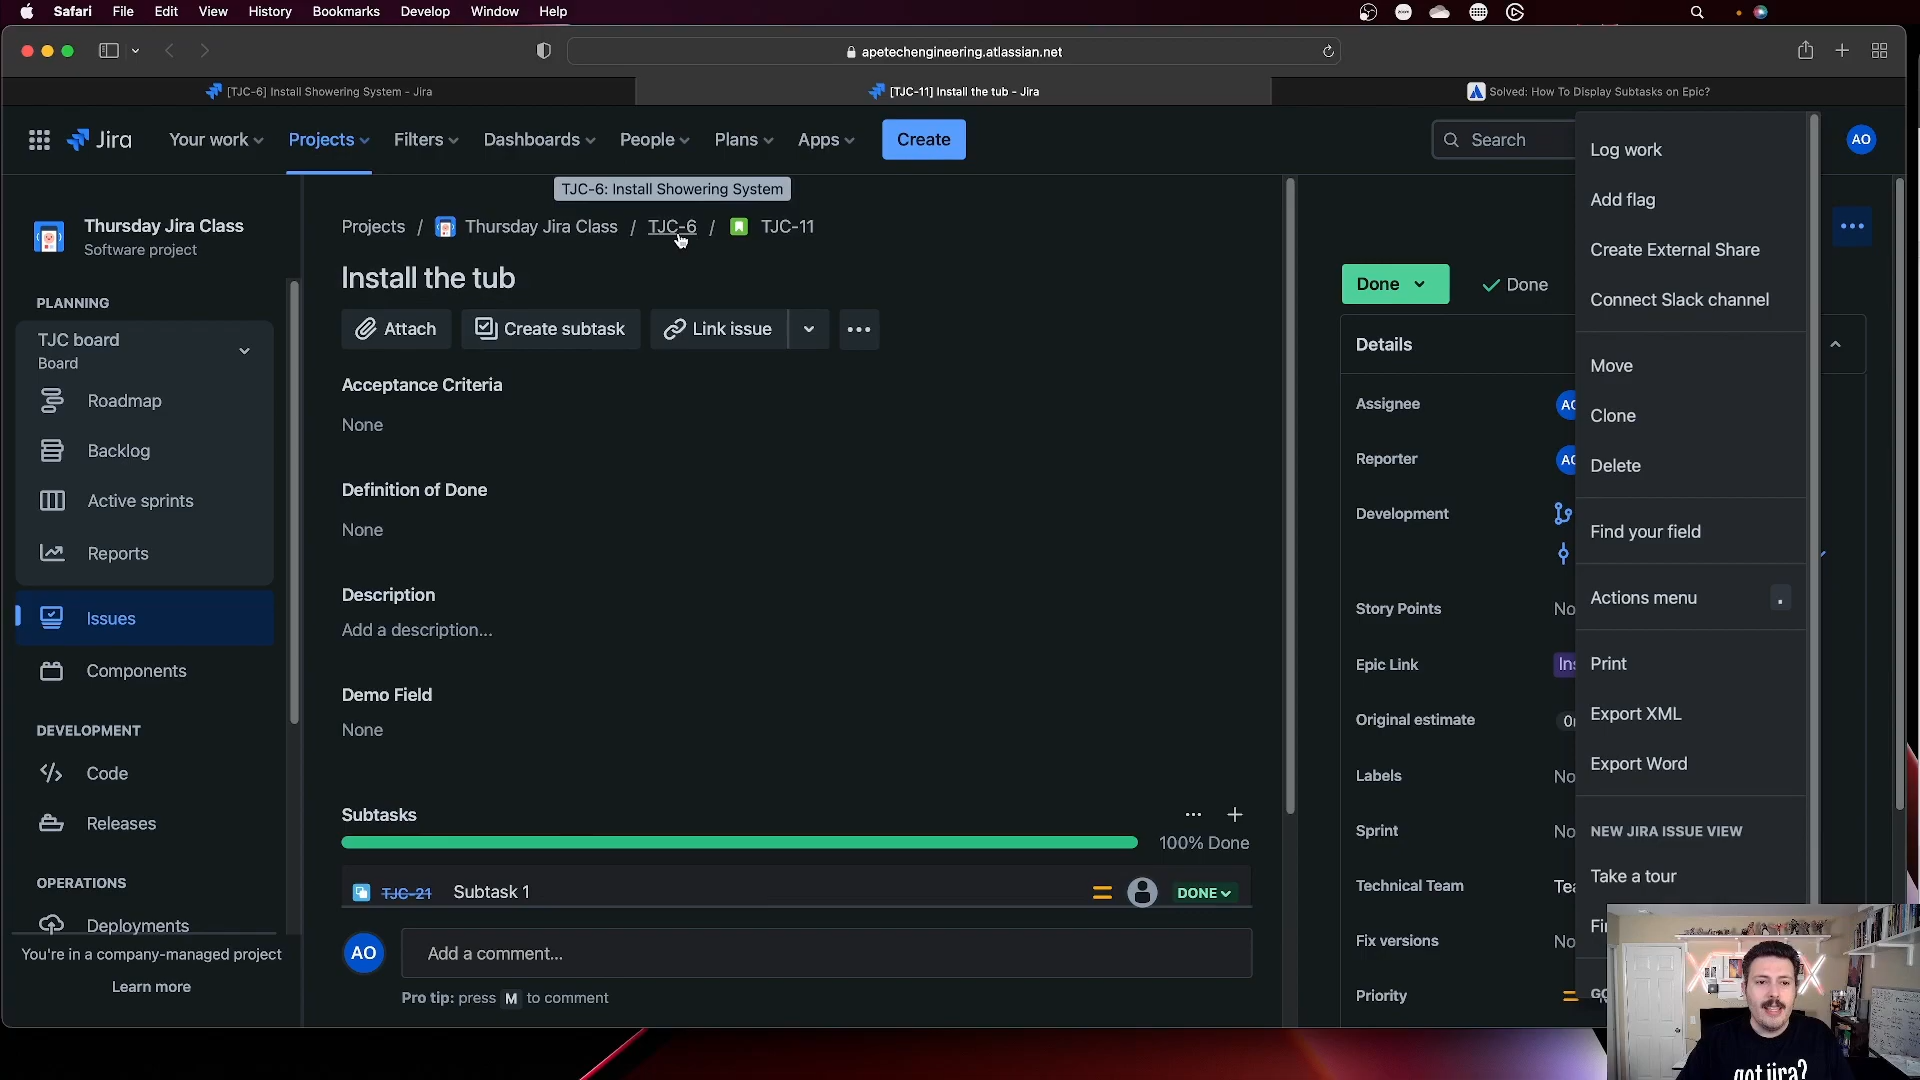 Safari File Edit View History Bookmarks Develop Window Help
apetechengineering.atlassian.net
[TJC-6] Install Showering System - Jira
[TJC-11] Install the tub - Jira
Solved: How To Display Subtasks on Epic?
Jira
Your work
Projects
Filters
Dashboards
People
Plans
Apps
Create
Search
AO
Thursday Jira Class
Software project
PLANNING
TJC board
Board
Roadmap
Backlog
Active sprints
Reports
Issues
Components
DEVELOPMENT
Code
Releases
OPERATIONS
Deployments
You're in a company-managed project
Learn more
TJC-6: Install Showering System
Projects / Thursday Jira Class / TJC-6 / TJC-11
Install the tub
Attach
Create subtask
Link issue
Acceptance Criteria
None
Definition of Done
None
Description
Add a description...
Demo Field
None
Subtasks
100% Done
TJC-21 Subtask 1
DONE
AO
Add a comment...
Pro tip: press M to comment
Done
Done
Details
Assignee
Reporter
Development
Story Points
Epic Link
Original estimate
Labels
Sprint
Technical Team
Fix versions
Priority
Log work
Add flag
Create External Share
Connect Slack channel
Move
Clone
Delete
Find your field
Actions menu .
Print
Export XML
Export Word
NEW JIRA ISSUE VIEW
Take a tour
got jira?